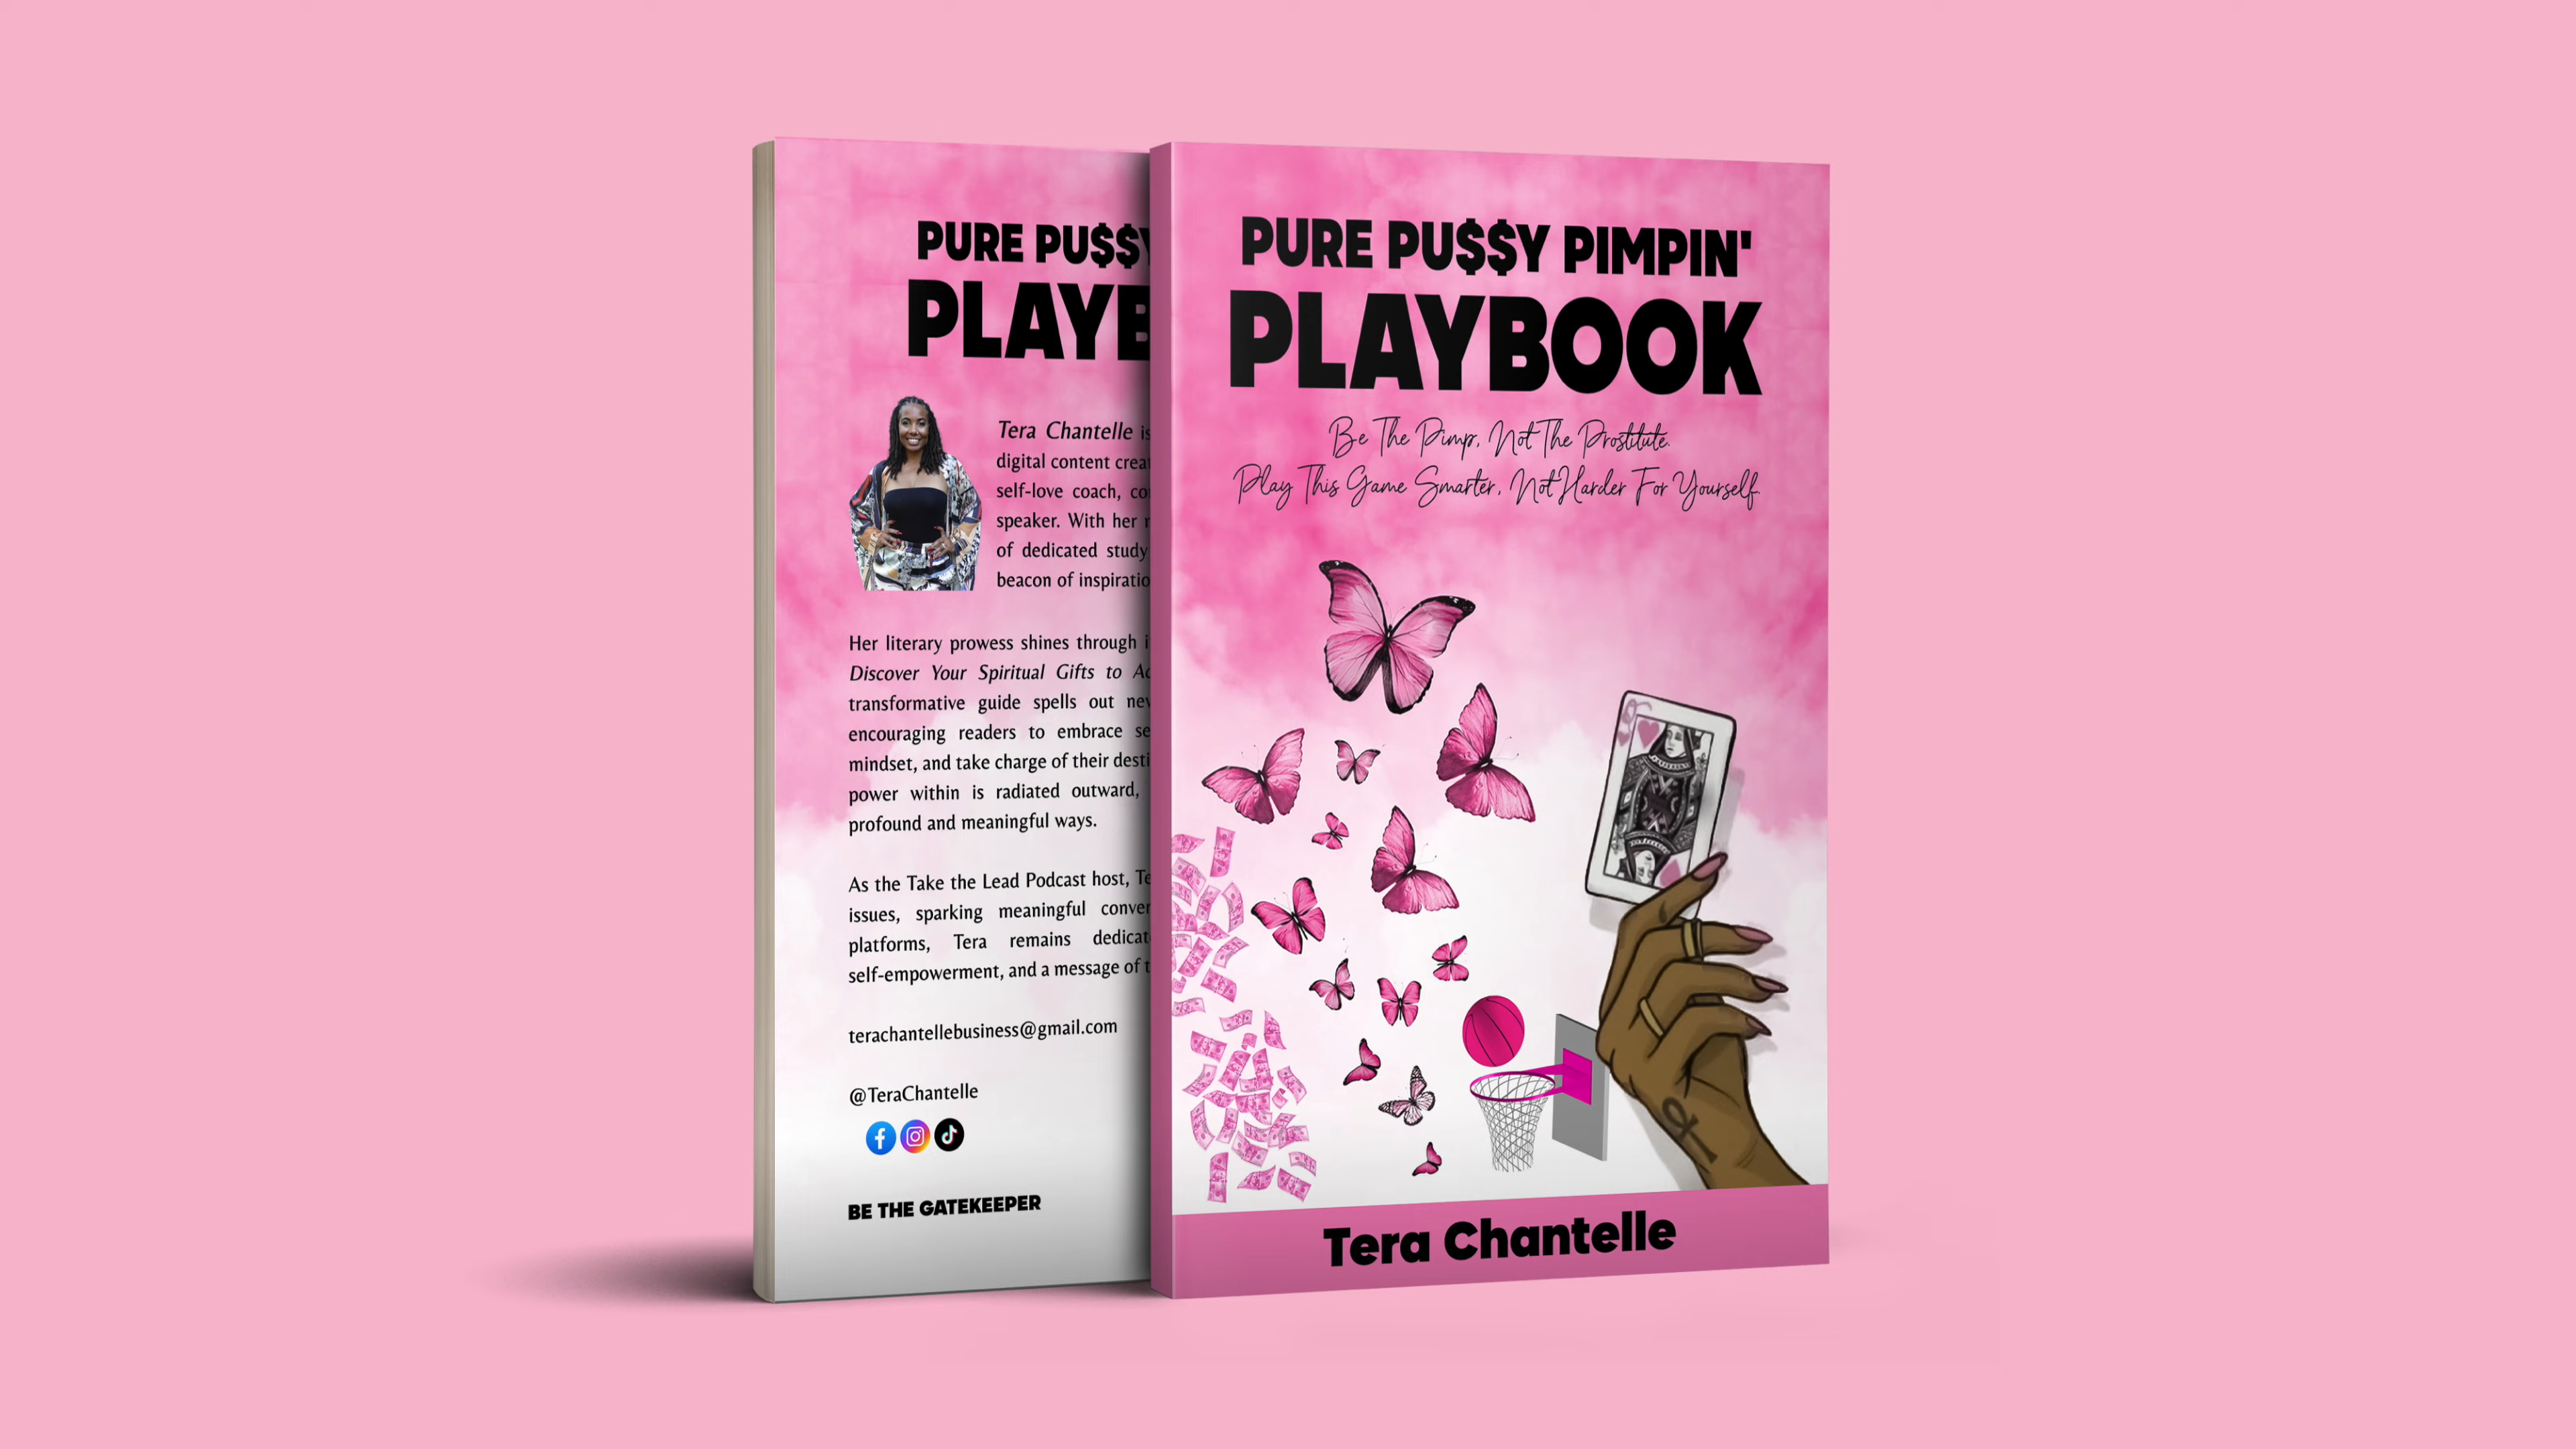 PURE PU$$Y
PLAYB
Tera Chantelle is
digital content
self-love coach,
speaker. With her
of dedicated study
beacon of
Her literary prowess shines through
Discover Your Spiritual Gifts to
transformative guide spells out
encouraging readers to embrace
mindset, and take charge of their
power within is radiated outward,
profound and meaningful ways.
As the Take the Lead Podcast host,
issues, sparking meaningful
platforms, Tera remains
self-empowerment, and a message of
terachantellebusiness@gmail.com
@TeraChantelle
BE THE GATEKEEPER
PURE PU$$Y PIMPIN'
PLAYBOOK
Be The Pimp, Not The Prostitute.
Play This Game Smarter, Not Harder For Yourself.
Q
Tera Chantelle